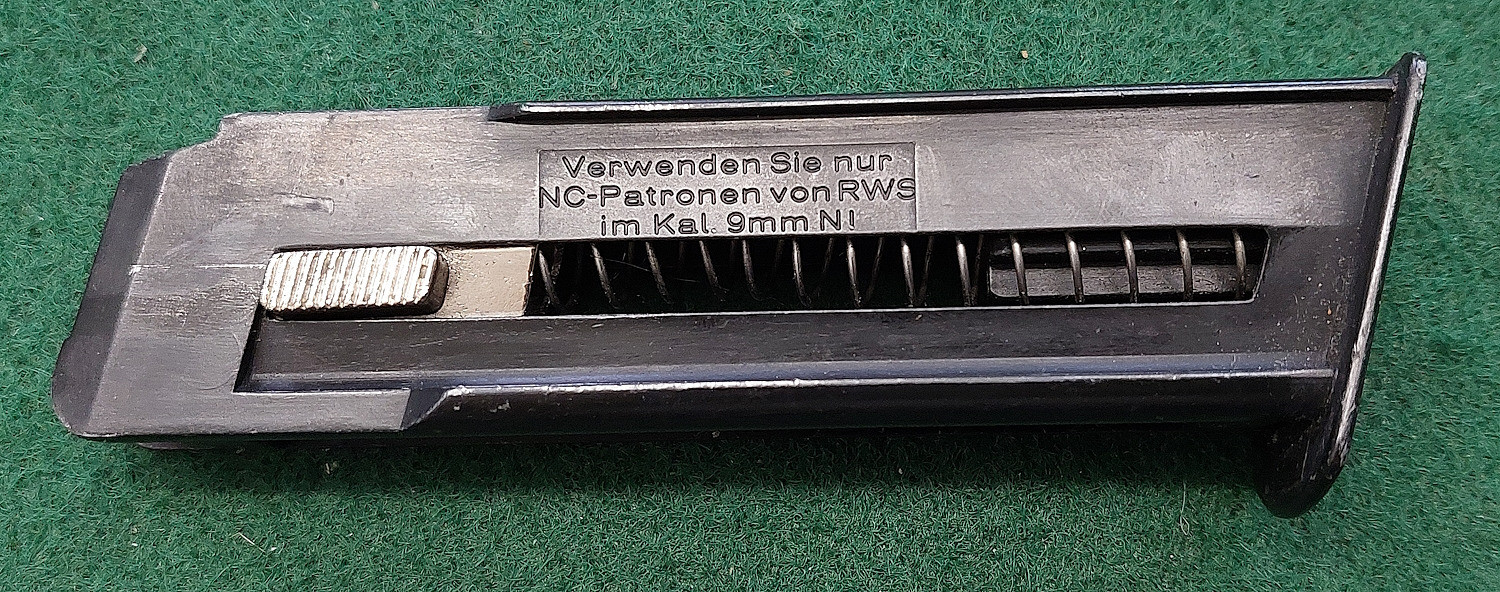 Verwenden Sie nur
NC-Patronen von RWS
im Kal. 9mm N!